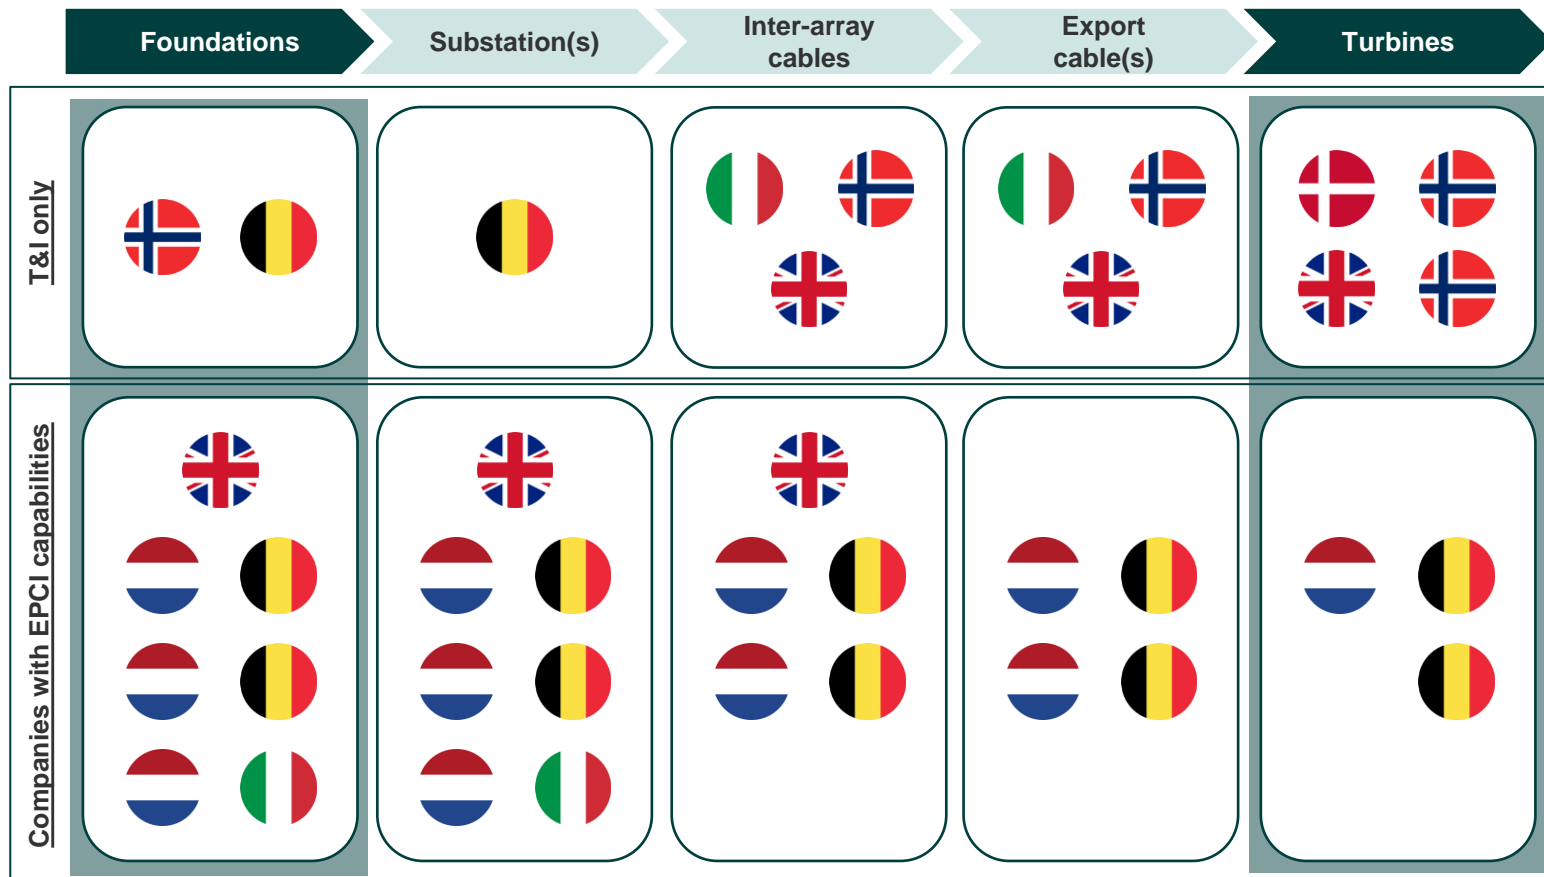 Foundations
Substation(s)
Inter-array
cables
Export
cable(s)
Turbines
T&I only
Companies with EPCI capabilities